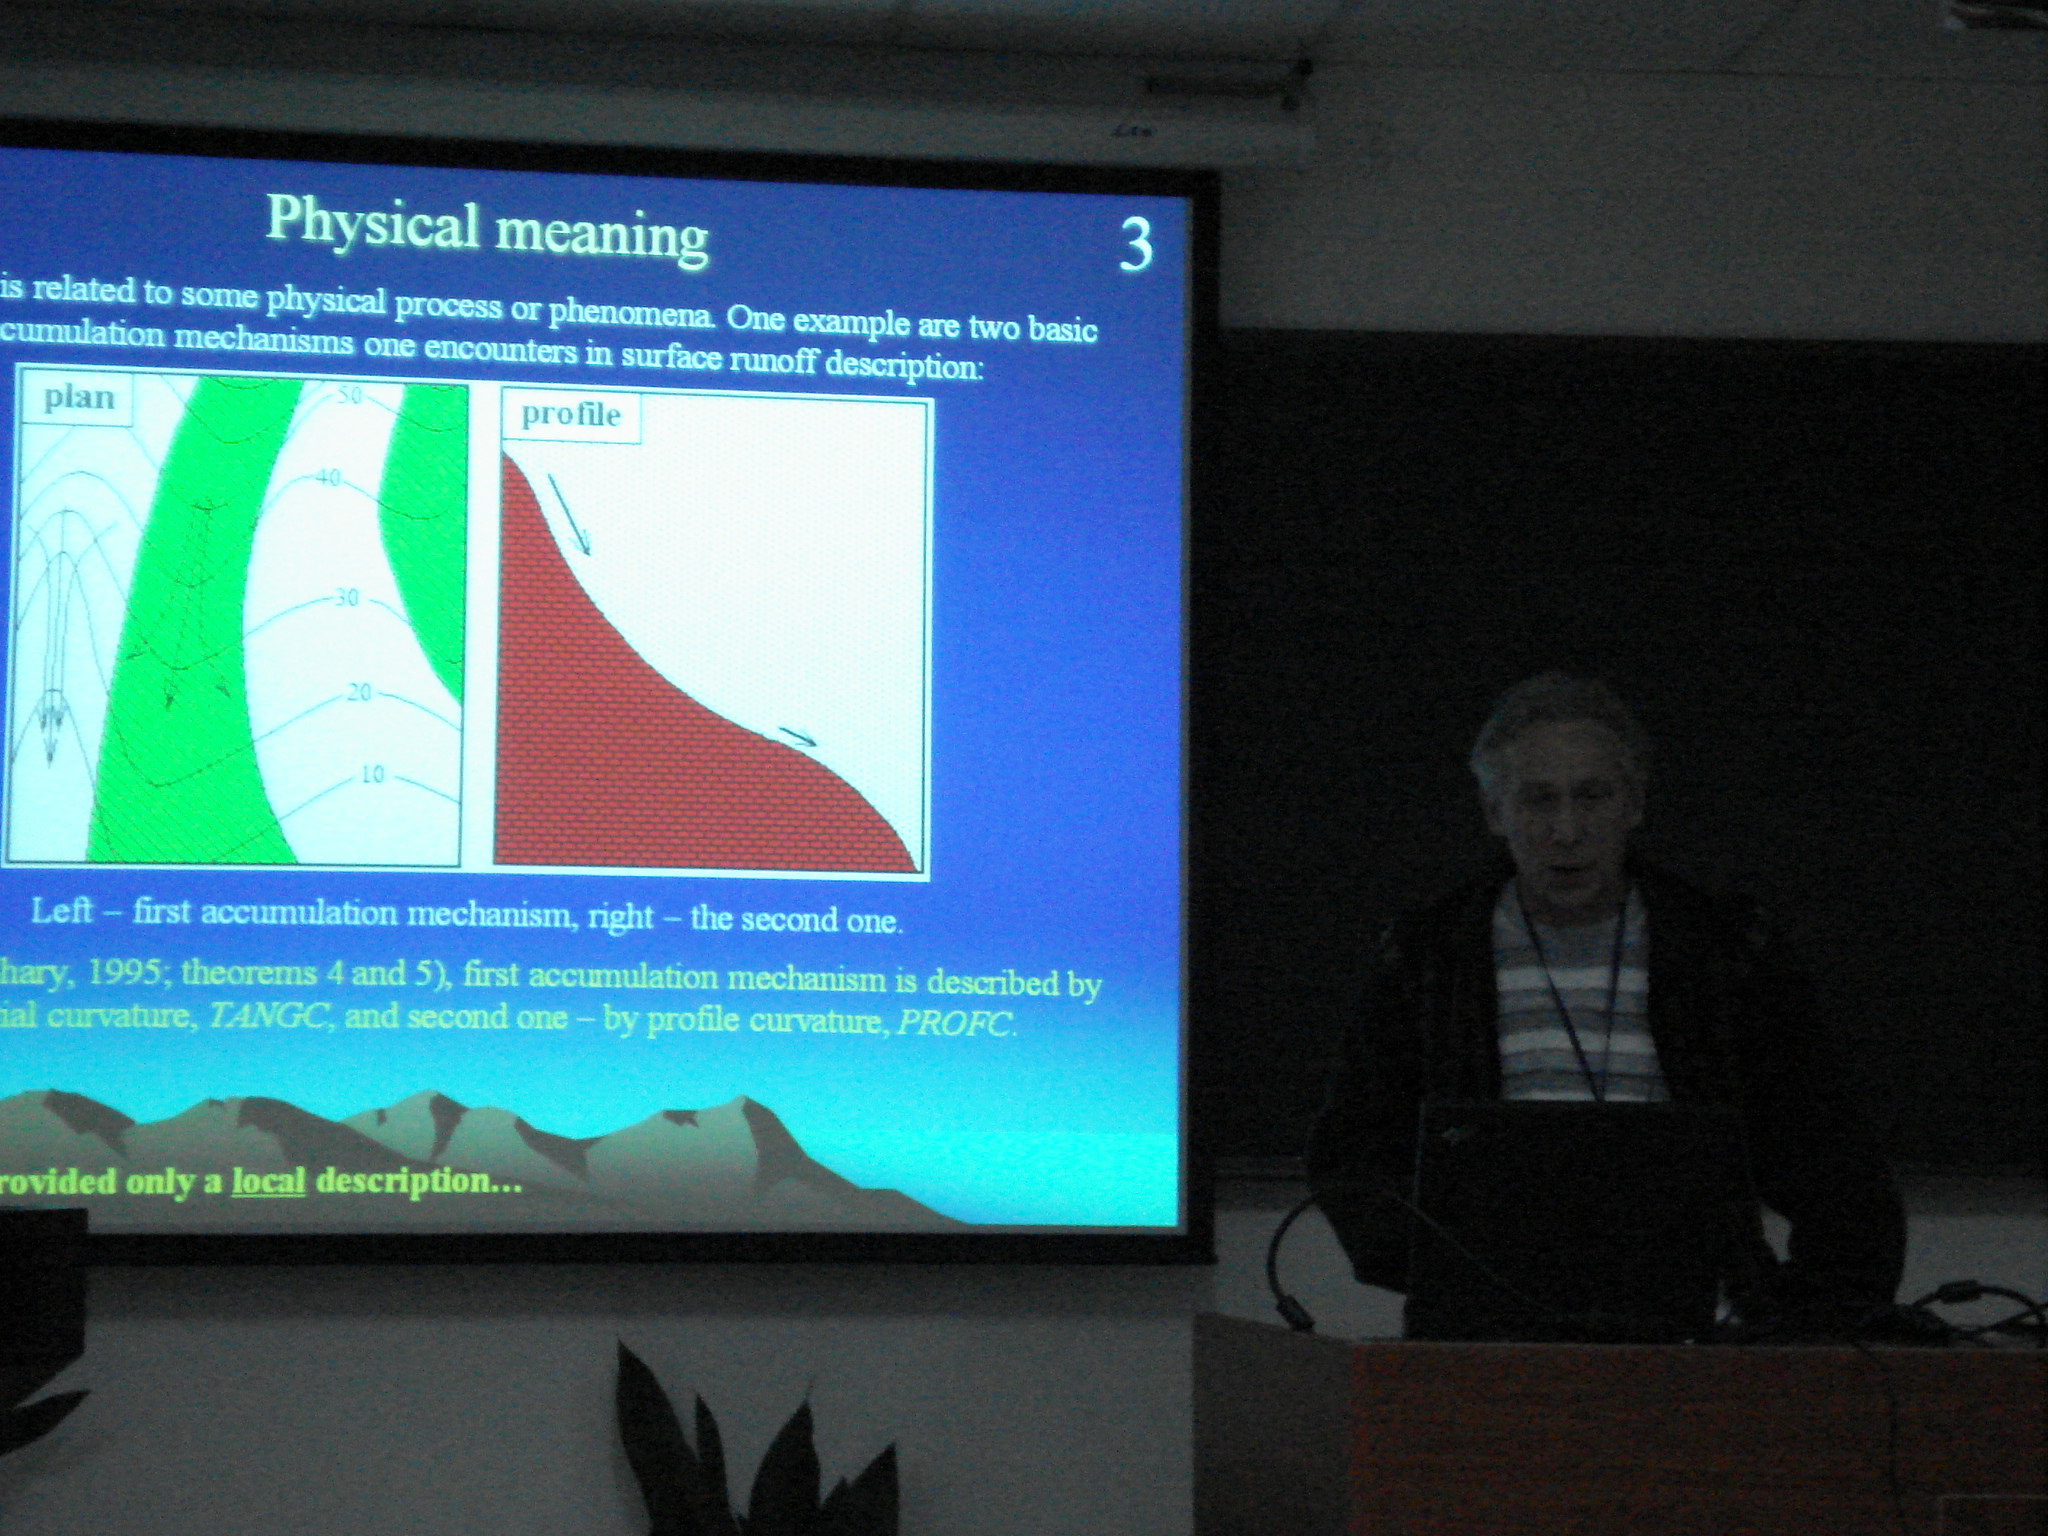 Physical meaning
3
is related to some physical process or phenomena. One example are two basic
cumulation mechanisms one encounters in surface runoff description:
plan
50
40
30
20
10
profile
Left – first accumulation mechanism, right – the second one.
hary, 1995; theorems 4 and 5), first accumulation mechanism is described by
ial curvature, TANGC, and second one – by profile curvature, PROFC.
rovided only a local description...